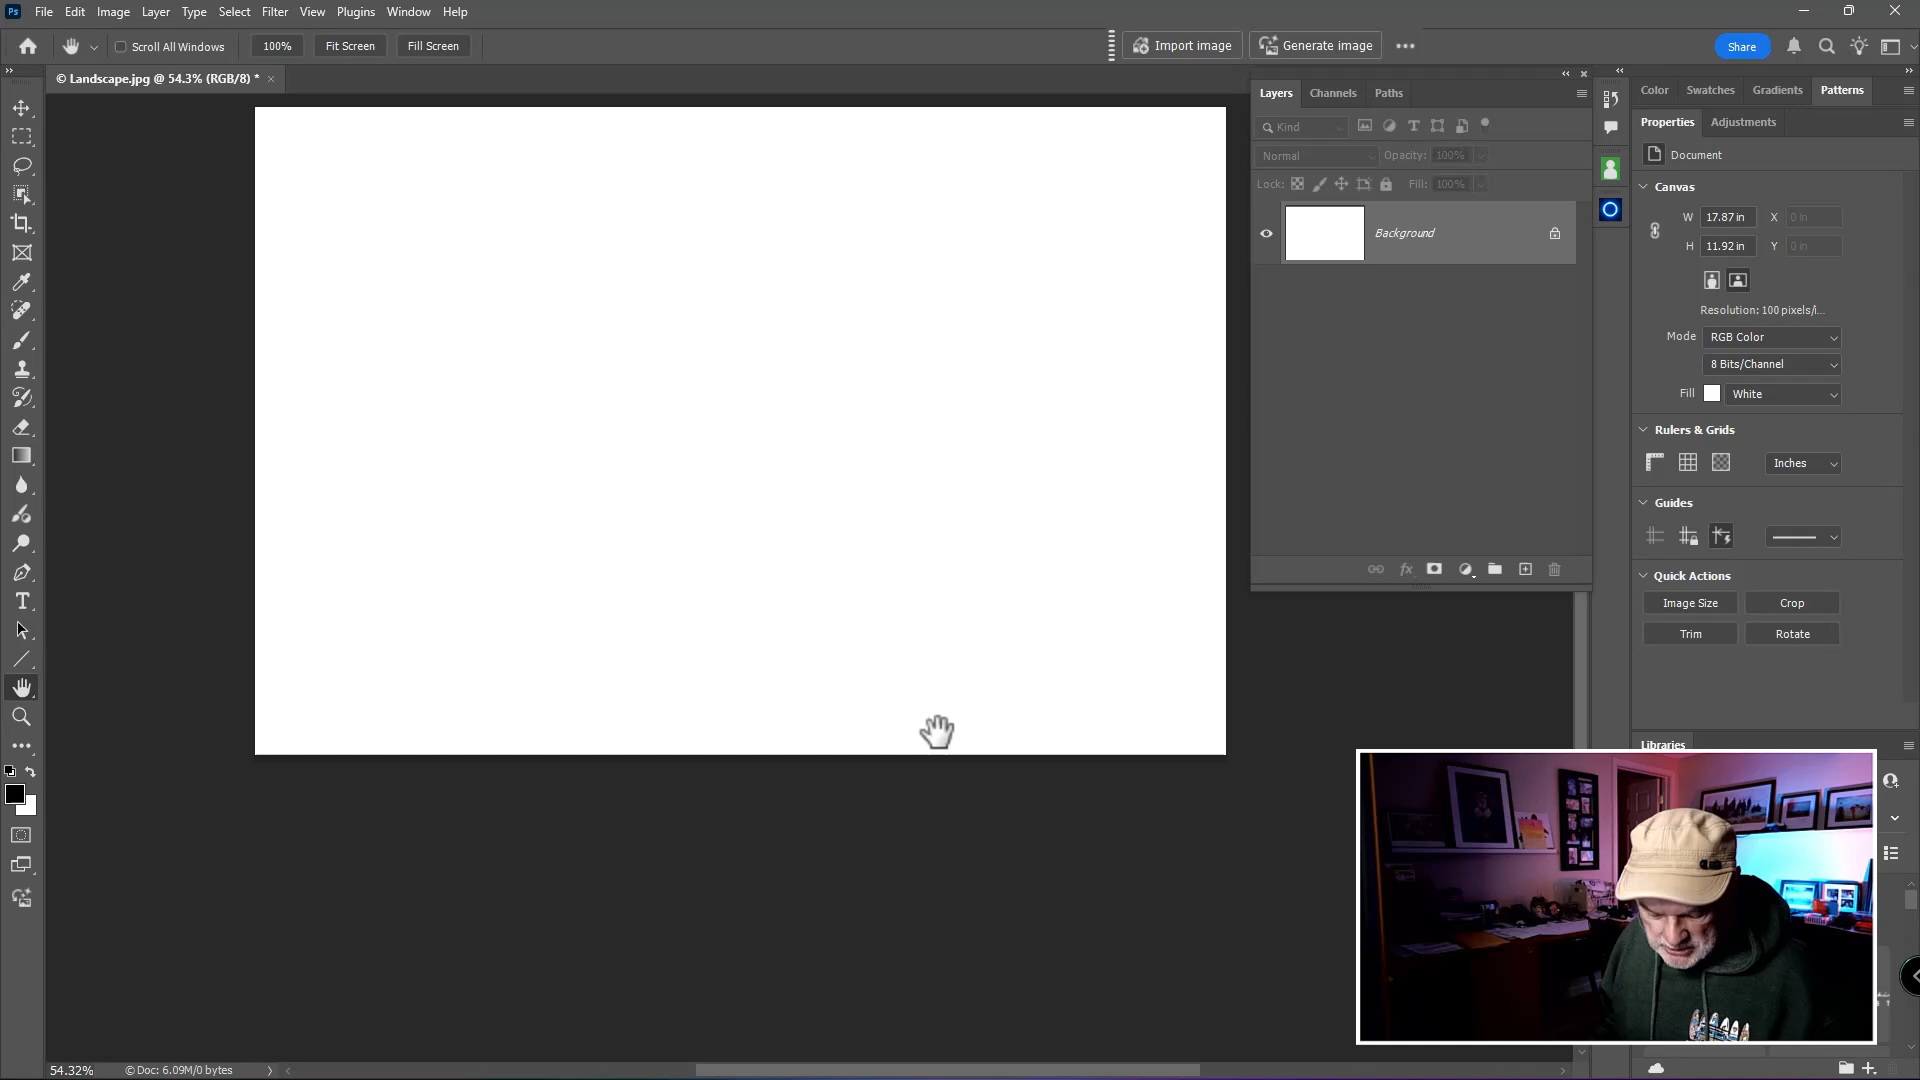 Ps File Edit Image Layer Type Select Filter View Plugins Window Help
Scroll All Windows 100% Fit Screen Fill Screen Import image Generate image Share
© Landscape.jpg @ 54.3% (RGB/8) *
Layers Channels Paths
Kind
Normal Opacity: 100%
Lock: Fill: 100%
Background
Color Swatches Gradients Patterns
Properties Adjustments
Document
Canvas
W 17.87 in X 0 in
H 11.92 in Y 0 in
Resolution: 100 pixels/i...
Mode RGB Color
8 Bits/Channel
Fill White
Rulers & Grids
Inches
Guides
Quick Actions
Image Size Crop
Trim Rotate
Libraries
54.32% © Doc: 6.09M/0 bytes